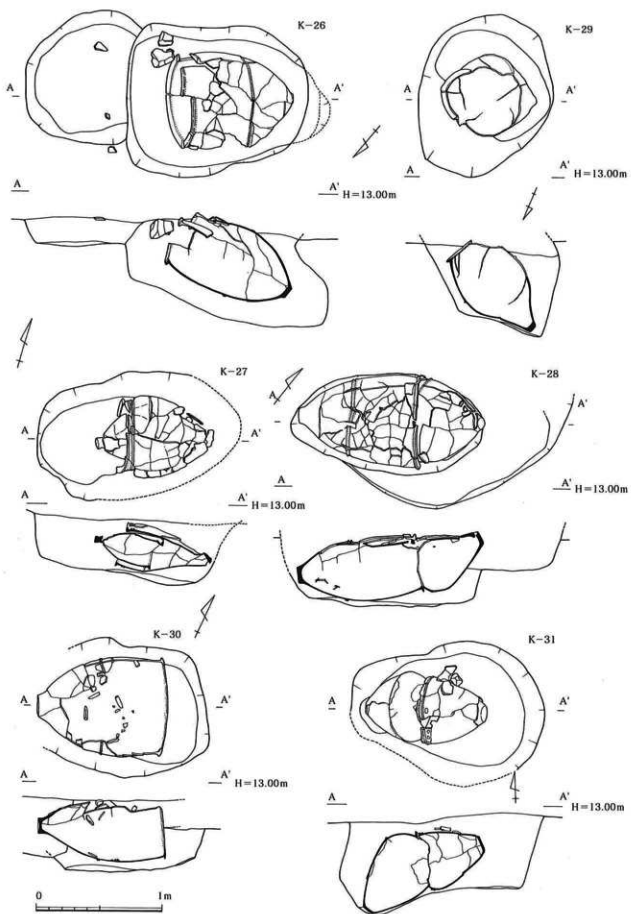 K-26
A A'
A A' H=13.00m
K-29
A A'
A A' H=13.00m
K-27
A A'
A A' H=13.00m
K-28
A A'
A A' H=13.00m
K-30
A A'
A A' H=13.00m
K-31
A A'
A A' H=13.00m
0 1m